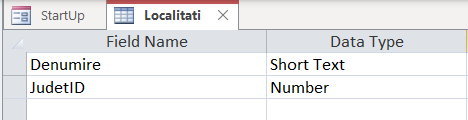 StartUp Localitati
Field Name Data Type
Denumire Short Text
JudetID Number